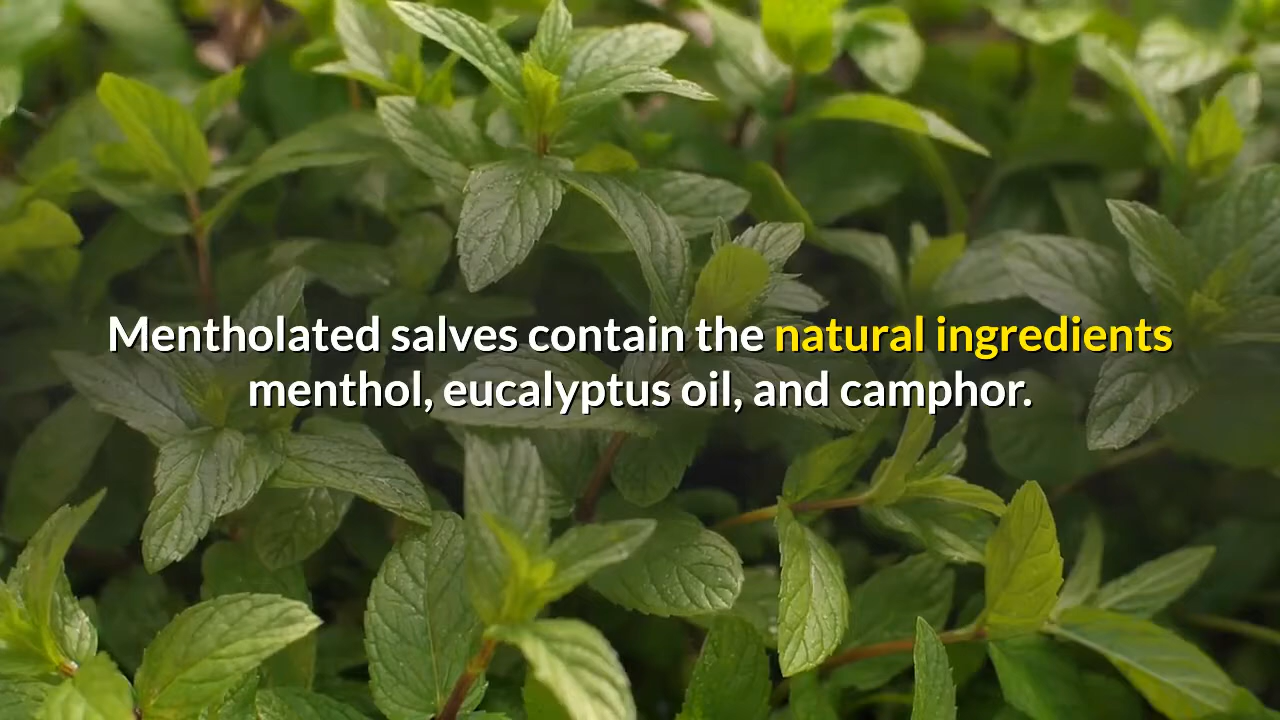 Mentholated salves contain the natural ingredients
menthol, eucalyptus oil, and camphor.